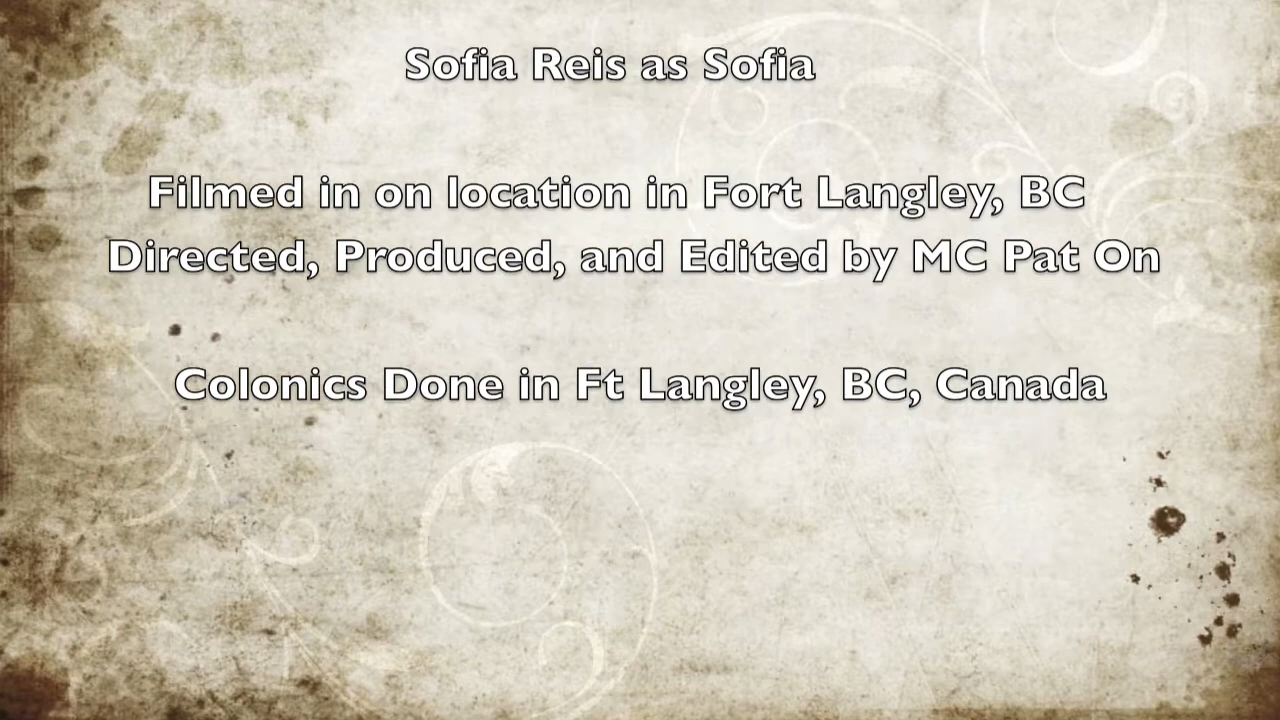 Sofia Reis as Sofia
Filmed in on location in Fort Langley, BC
Directed, Produced, and Edited by MC Pat On
Colonics Done in Ft Langley, BC, Canada